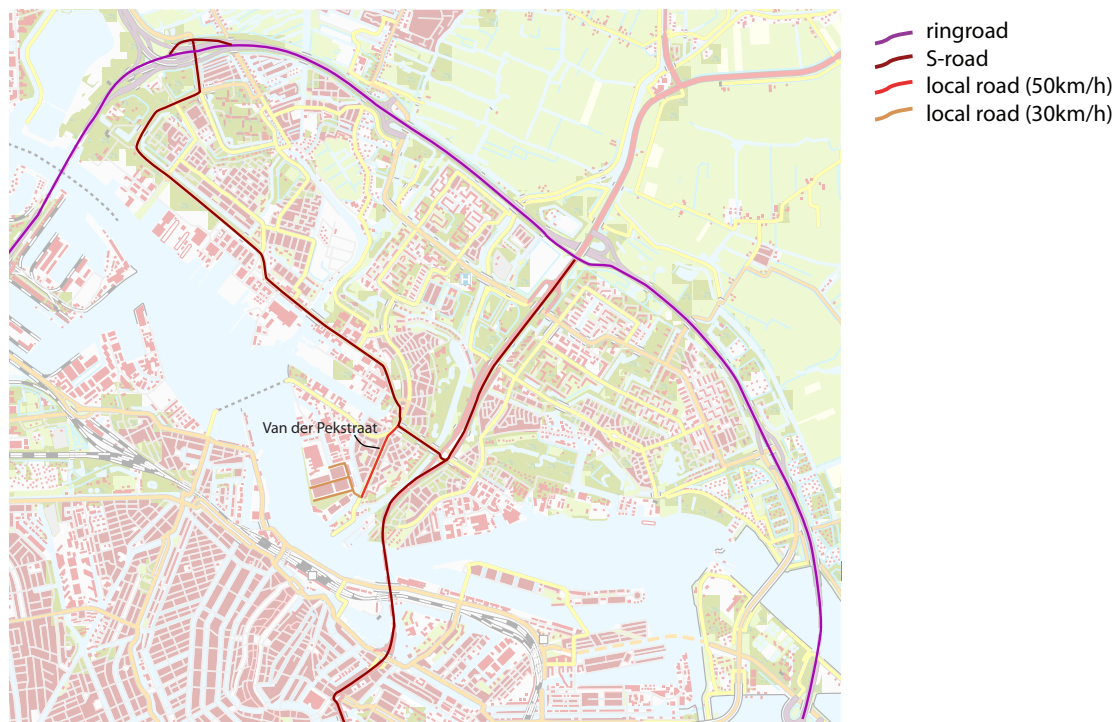 ringroad
S-road
local road (50km/h)
local road (30km/h)
Van der Pekstraat